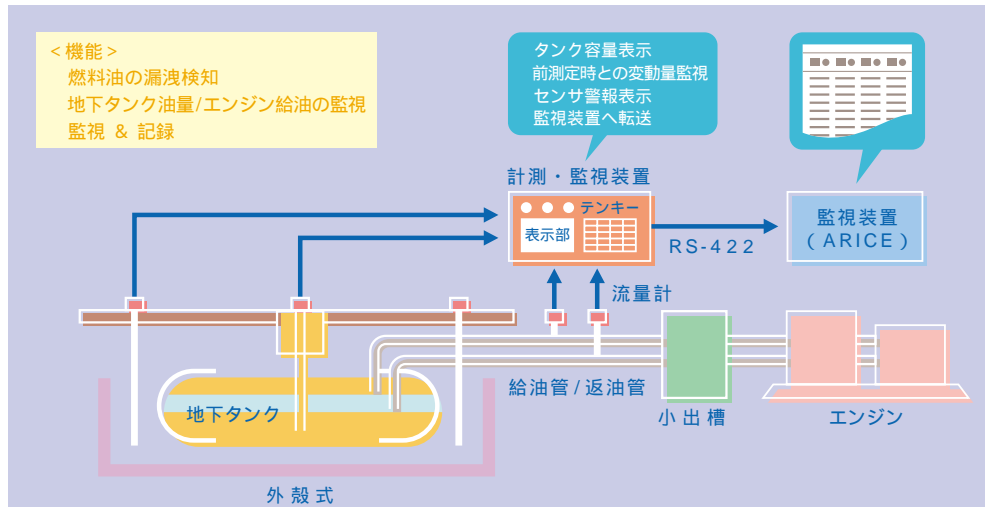 ＜機能＞
燃料油の漏洩検知
地下タンク油量/エンジン給油の監視
監視 & 記録
タンク容量表示
前測定時との変動量監視
センサ警報表示
監視装置へ転送
計測・監視装置
テンキー
表示部
RS-422
監視装置
(ARICE)
流量計
給油管/返油管
地下タンク
小出槽
エンジン
外殻式